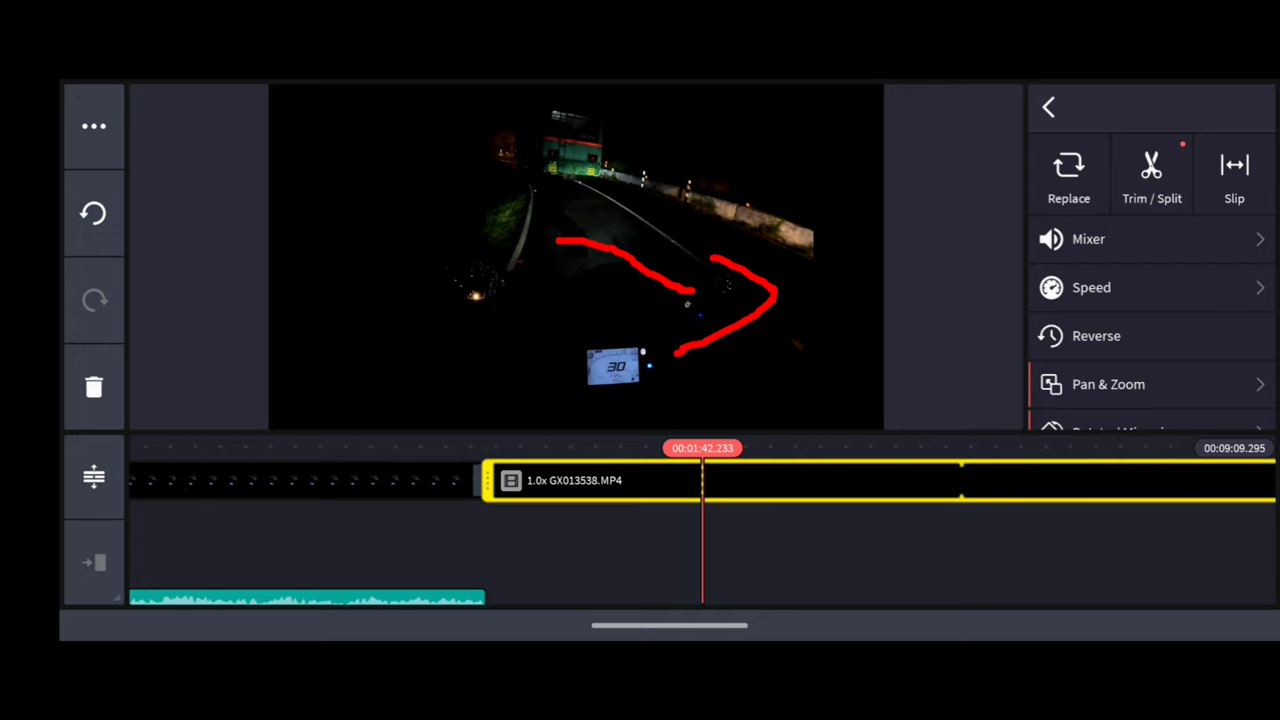 Replace
Trim / Split
Slip
Mixer
Speed
Reverse
Pan & Zoom
30
00:01:42.233
00:09:09.295
1.0x GX013538.MP4